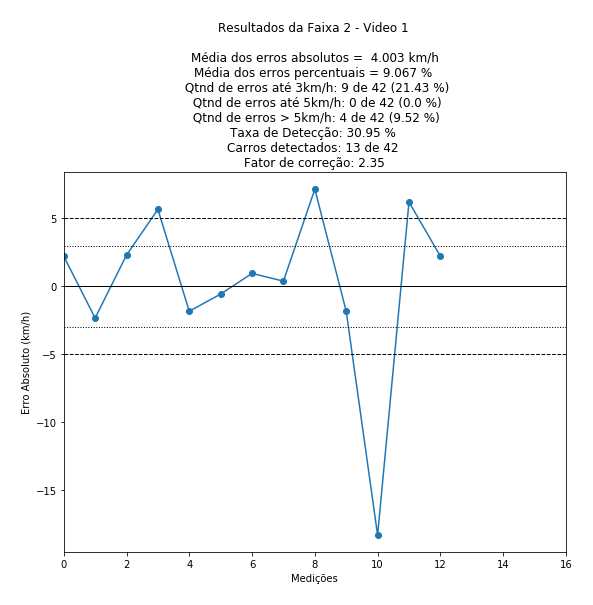 Resultados da Faixa 2 - Video 1
Média dos erros absolutos =  4.003 km/h
Média dos erros percentuais = 9.067 %
Qtnd de erros até 3km/h: 9 de 42 (21.43 %)
Qtnd de erros até 5km/h: 0 de 42 (0.0 %)
Qtnd de erros > 5km/h: 4 de 42 (9.52 %)
Taxa de Detecção: 30.95 %
Carros detectados: 13 de 42
Fator de correção: 2.35
5
0
−5
−10
−15
Erro Absoluto (km/h)
0 2 4 6 8 10 12 14 16
Medições